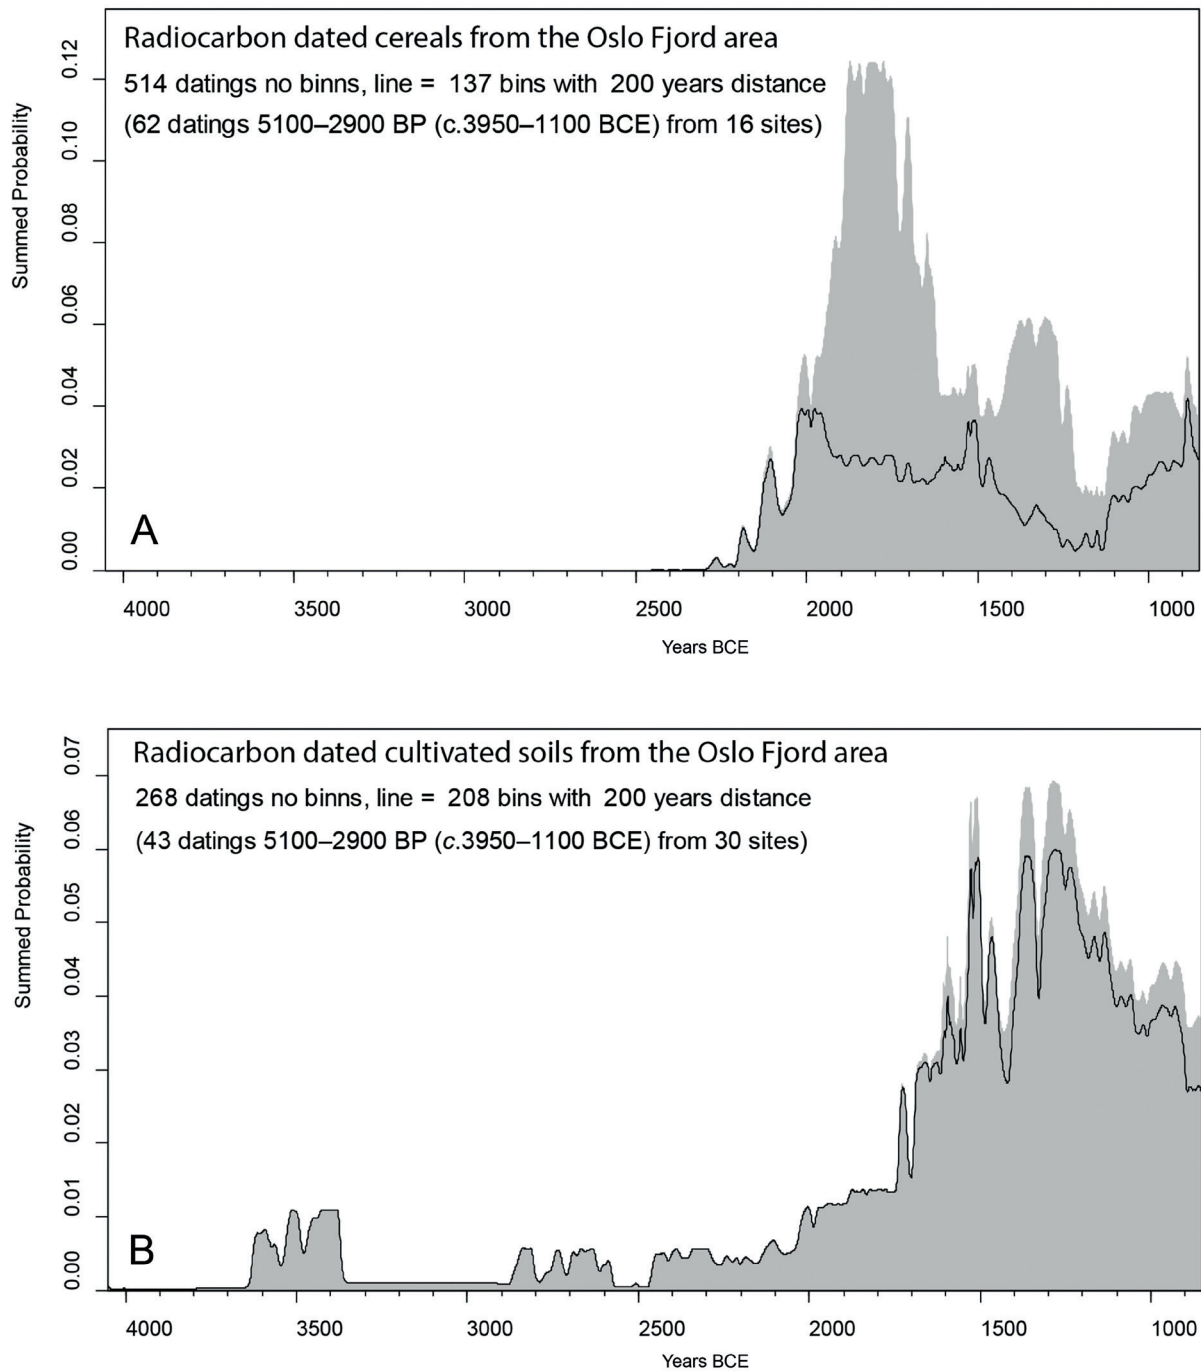 Radiocarbon dated cereals from the Oslo Fjord area
514 datings no binns, line = 137 bins with 200 years distance
(62 datings 5100–2900 BP (c.3950–1100 BCE) from 16 sites)
Summed Probability
0.12
0.10
0.08
0.06
0.04
0.02
0.00
A
4000 3500 3000 2500 2000 1500 1000
Years BCE
Radiocarbon dated cultivated soils from the Oslo Fjord area
268 datings no binns, line = 208 bins with 200 years distance
(43 datings 5100–2900 BP (c.3950–1100 BCE) from 30 sites)
Summed Probability
0.07
0.06
0.05
0.04
0.03
0.02
0.01
0.00
B
4000 3500 3000 2500 2000 1500 1000
Years BCE